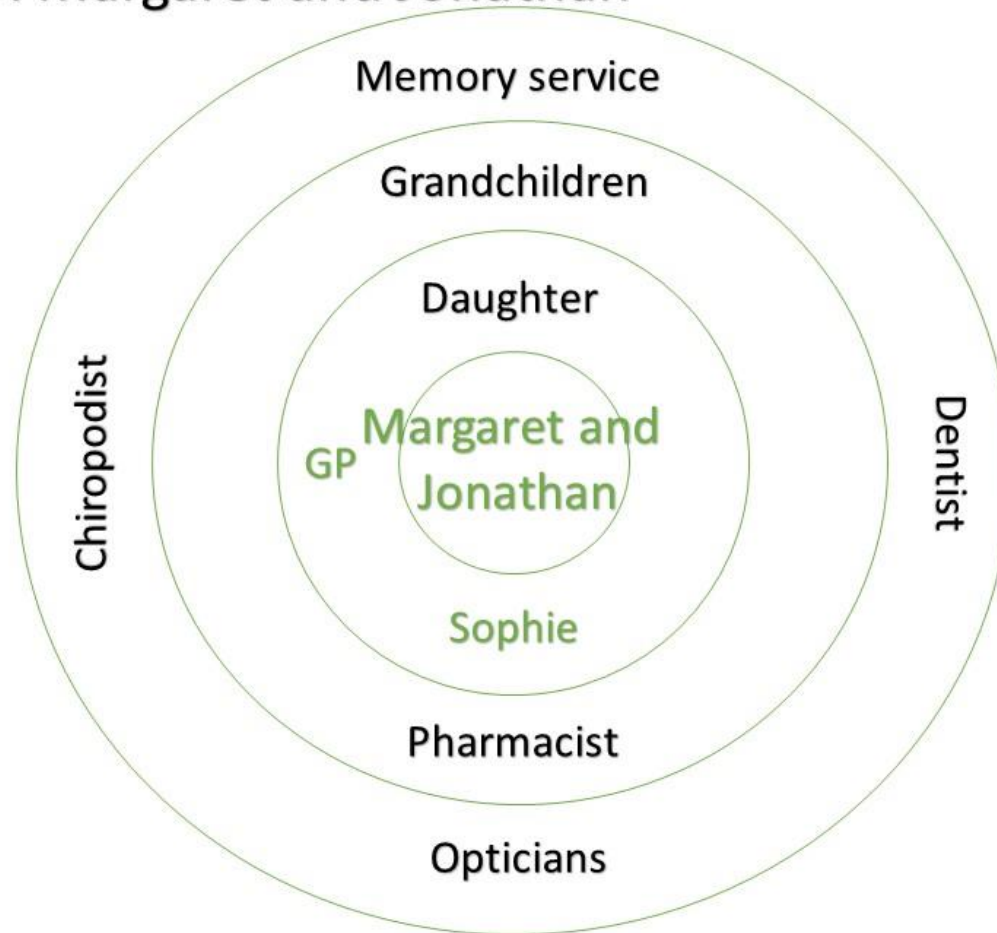 Memory service
Grandchildren
Daughter
Chiropodist
GP
Margaret and
Jonathan
Dentist
Sophie
Pharmacist
Opticians